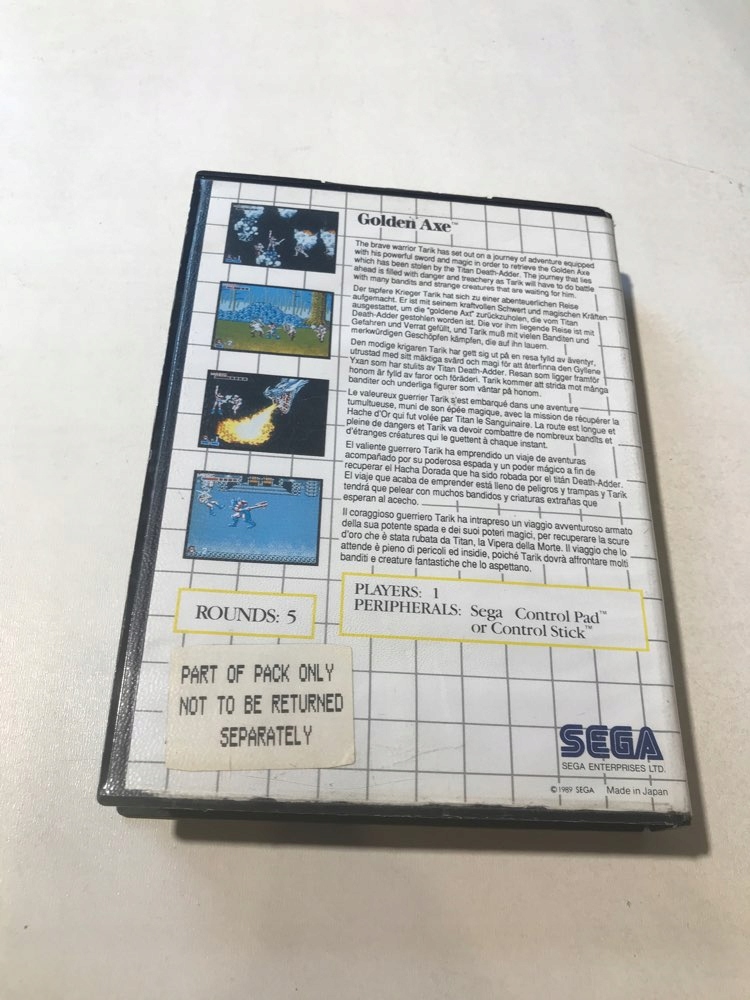 Golden Axe™
The brave warrior Tarik has set out on a journey of adventure equipped
with his powerful sword and magic in order to retrieve the Golden Axe
which has been stolen by the Titan Death-Adder. The journey that lies
ahead is filled with danger and treachery as Tarik will have to do battle
with many bandits and strange creatures that are waiting for him.
Der tapfere Krieger Tarik hat sich zu einer abenteuerlichen Reise
aufgemacht. Er ist mit seinem kraftvollen Schwert und magischen Kräften
ausgestattet, um die "goldene Axt" zurückzuholen, die vom Titan
Death-Adder gestohlen worden ist. Die vor ihm liegende Reise ist mit
Gefahren und Verrat gefüllt, und Tarik muß mit vielen Banditen und
merkwürdigen Geschöpfen kämpfen, die auf ihn lauern.
Den modige krigaren Tarik har gett sig ut på en resa fylld av äventyr,
utrustad med sitt mäktiga svärd och magi för att återfinna den Gyllene
Yxan som har stulits av Titan Death-Adder. Resan som ligger framför
honom är fylld av faror och föräderi. Tarik kommer att strida mot många
banditer och underliga figurer som väntar på honom.
Le valeureux guerrier Tarik s'est embarqué dans une aventure
tumultueuse, muni de son épée magique, avec la mission de récupérer la
Hache d'Or qui fut volée par Titan le Sanguinaire. La route est longue et
pleine de dangers et Tarik va devoir combattre de nombreux bandits et
d'étranges créatures qui le guettent à chaque instant.
El valiente guerrero Tarik ha emprendido un viaje de aventuras
acompañado por su poderosa espada y un poder mágico a fin de
recuperar el Hacha Dorada que ha sido robada por el titán Death-Adder.
El viaje que acaba de emprender está lleno de peligros y trampas y Tarik
tendrá que pelear con muchos bandidos y criaturas extrañas que
esperan al acecho.
Il coraggioso guerriero Tarik ha intrapreso un viaggio avventuroso armato
della sua potente spada e dei suoi poteri magici, per recuperare la scure
d'oro che è stata rubata da Titan, la Vipera della Morte. Il viaggio che lo
attende è pieno di pericoli ed insidie, poiché Tarik dovrà affrontare molti
banditi e creature fantastiche che lo aspettano.
ROUNDS: 5
PLAYERS: 1
PERIPHERALS: Sega Control Pad™
or Control Stick™
PART OF PACK ONLY
NOT TO BE RETURNED
SEPARATELY
SEGA
SEGA ENTERPRISES LTD.
© 1989 SEGA Made in Japan